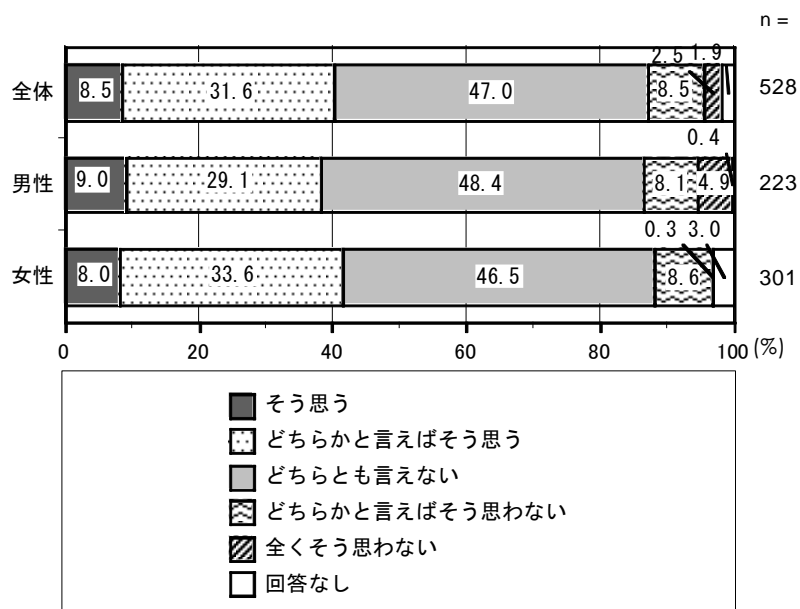 n =
2.5 1.9
全体 8.5 31.6 47.0 8.5 528
0.4
男性 9.0 29.1 48.4 8.1 4.9 223
0.3 3.0
女性 8.0 33.6 46.5 8.6 301
0 20 40 60 80 100 (%)
そう思う
どちらかと言えばそう思う
どちらとも言えない
どちらかと言えばそう思わない
全くそう思わない
回答なし